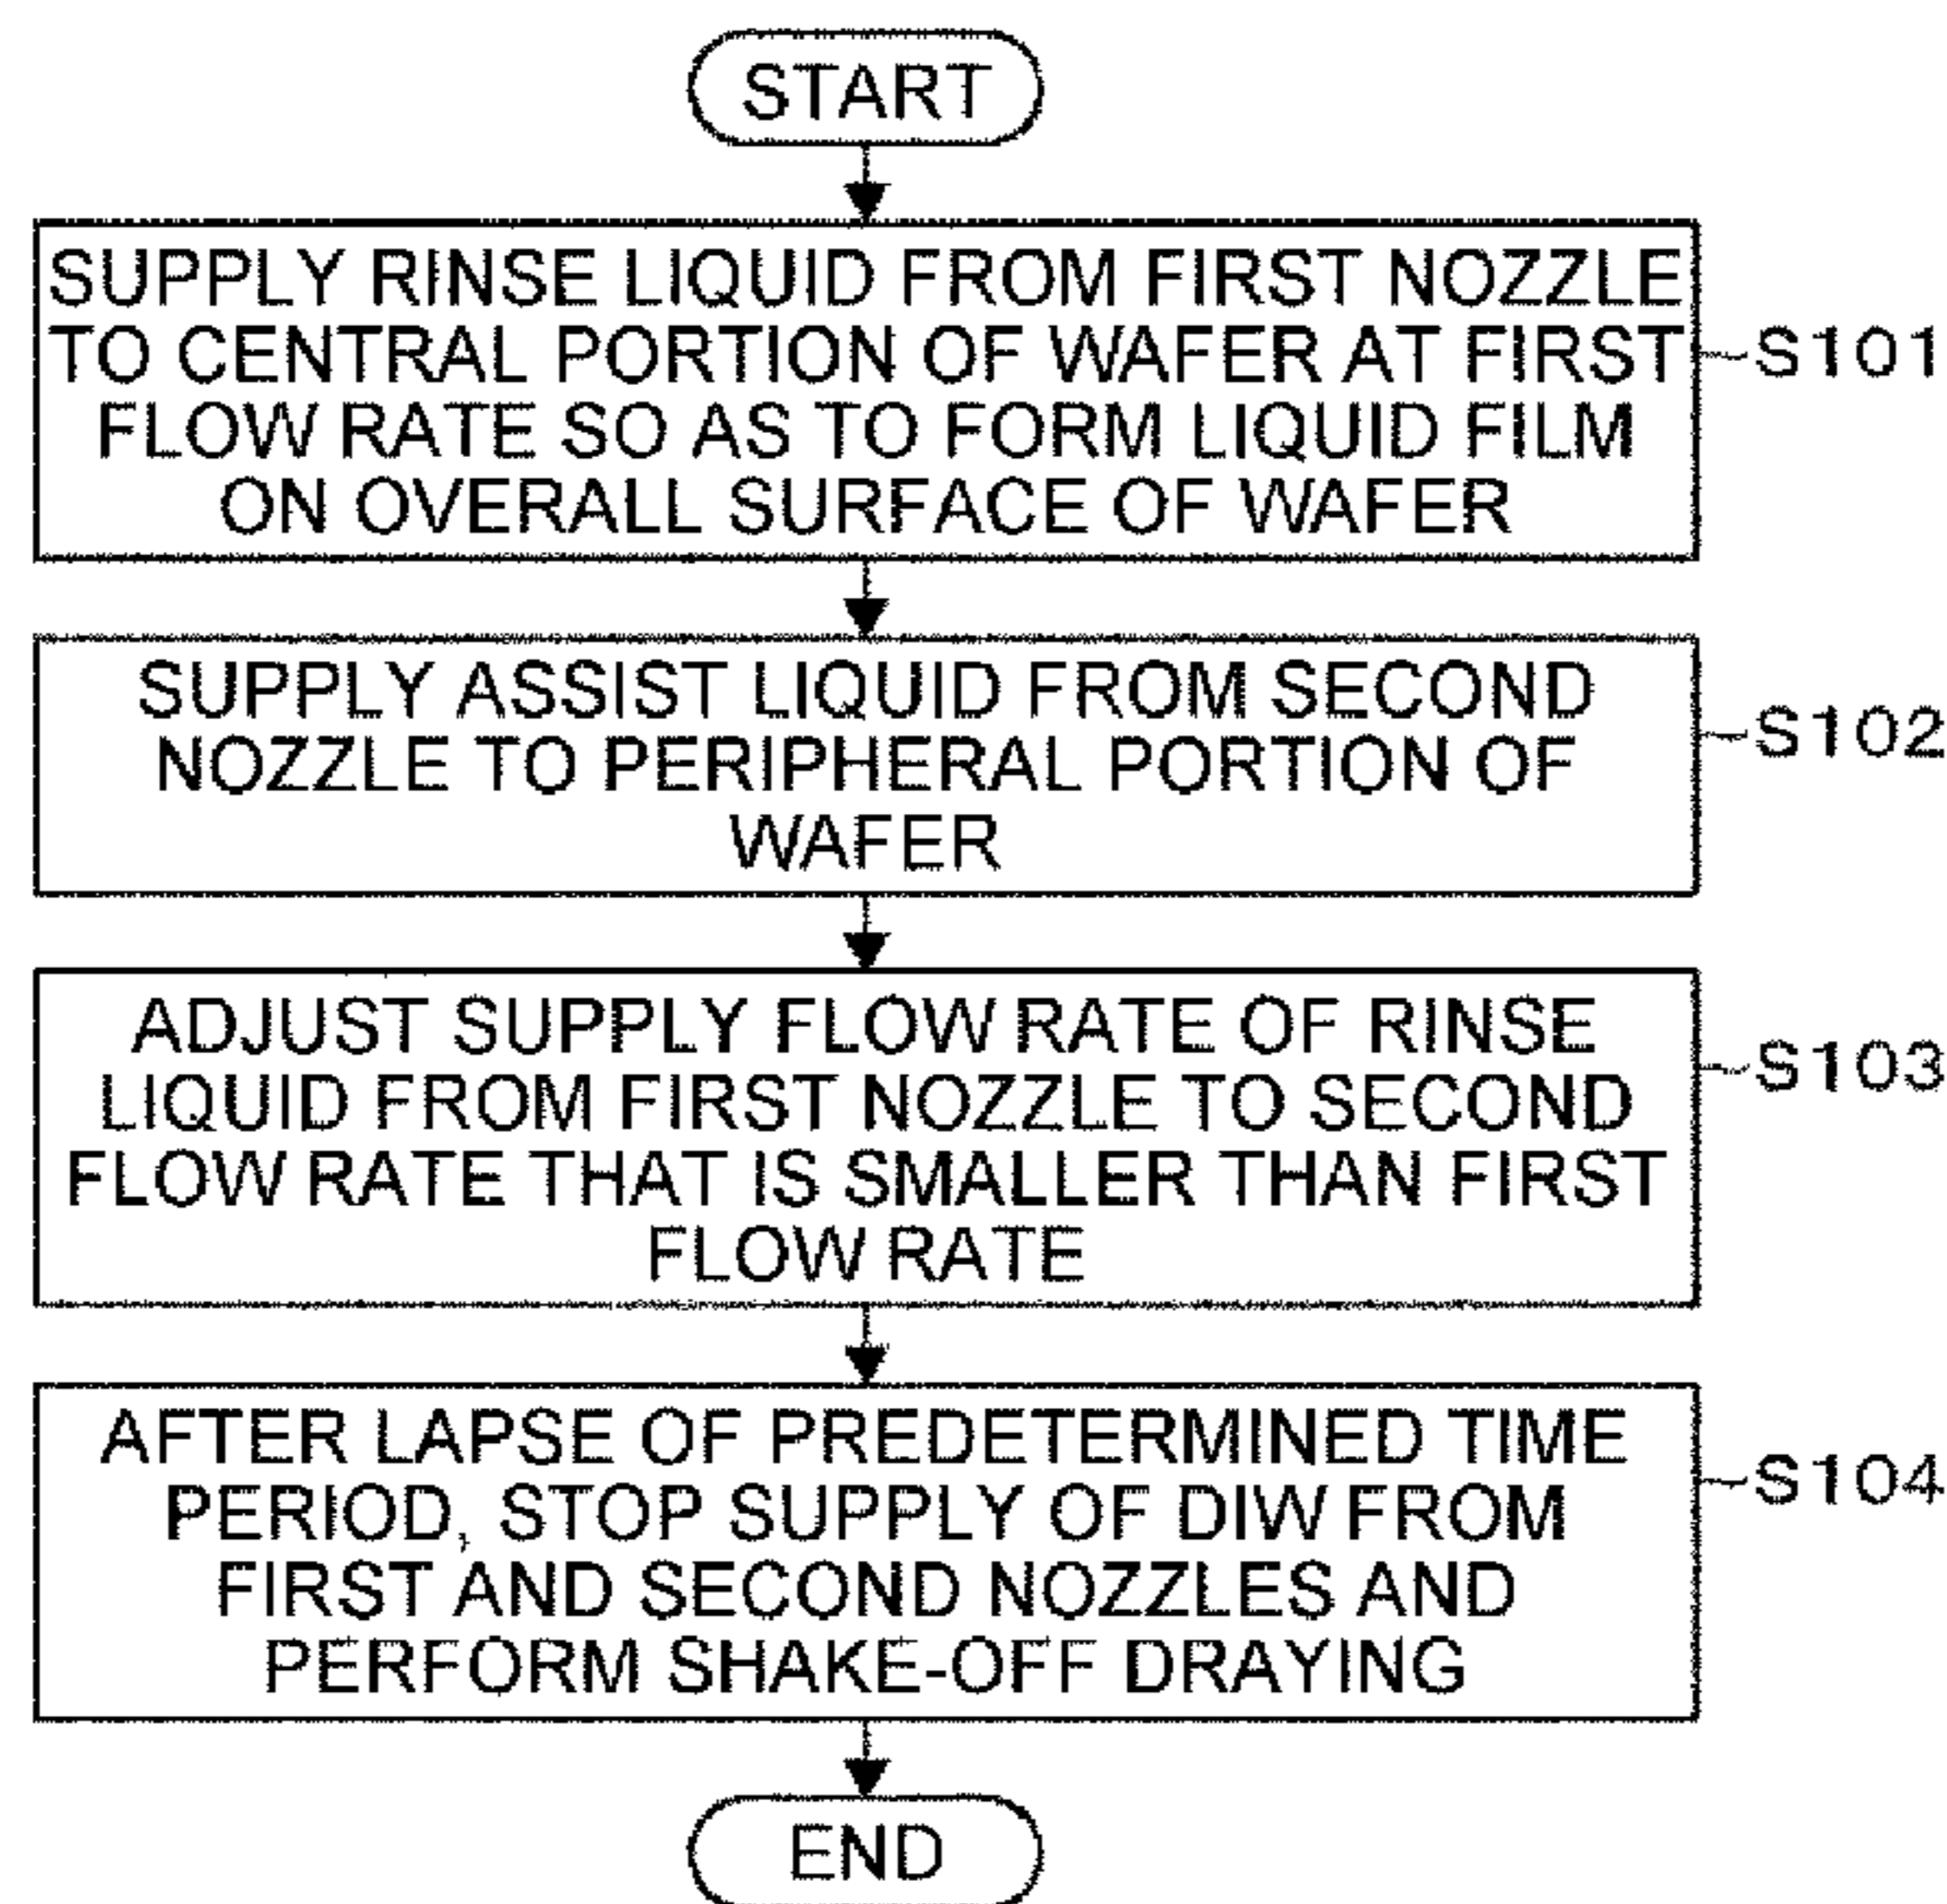 START
SUPPLY RINSE LIQUID FROM FIRST NOZZLE
TO CENTRAL PORTION OF WAFER AT FIRST
FLOW RATE SO AS TO FORM LIQUID FILM
ON OVERALL SURFACE OF WAFER
S101
SUPPLY ASSIST LIQUID FROM SECOND
NOZZLE TO PERIPHERAL PORTION OF
WAFER
S102
ADJUST SUPPLY FLOW RATE OF RINSE
LIQUID FROM FIRST NOZZLE TO SECOND
FLOW RATE THAT IS SMALLER THAN FIRST
FLOW RATE
S103
AFTER LAPSE OF PREDETERMINED TIME
PERIOD, STOP SUPPLY OF DIW FROM
FIRST AND SECOND NOZZLES AND
PERFORM SHAKE-OFF DRAYING
S104
END